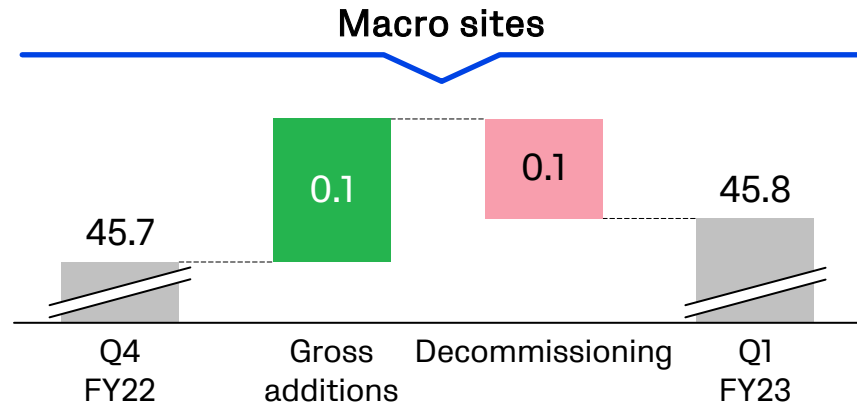 Macro sites
45.7
0.1
0.1
45.8
Q4
FY22
Gross
additions
Decommissioning
Q1
FY23